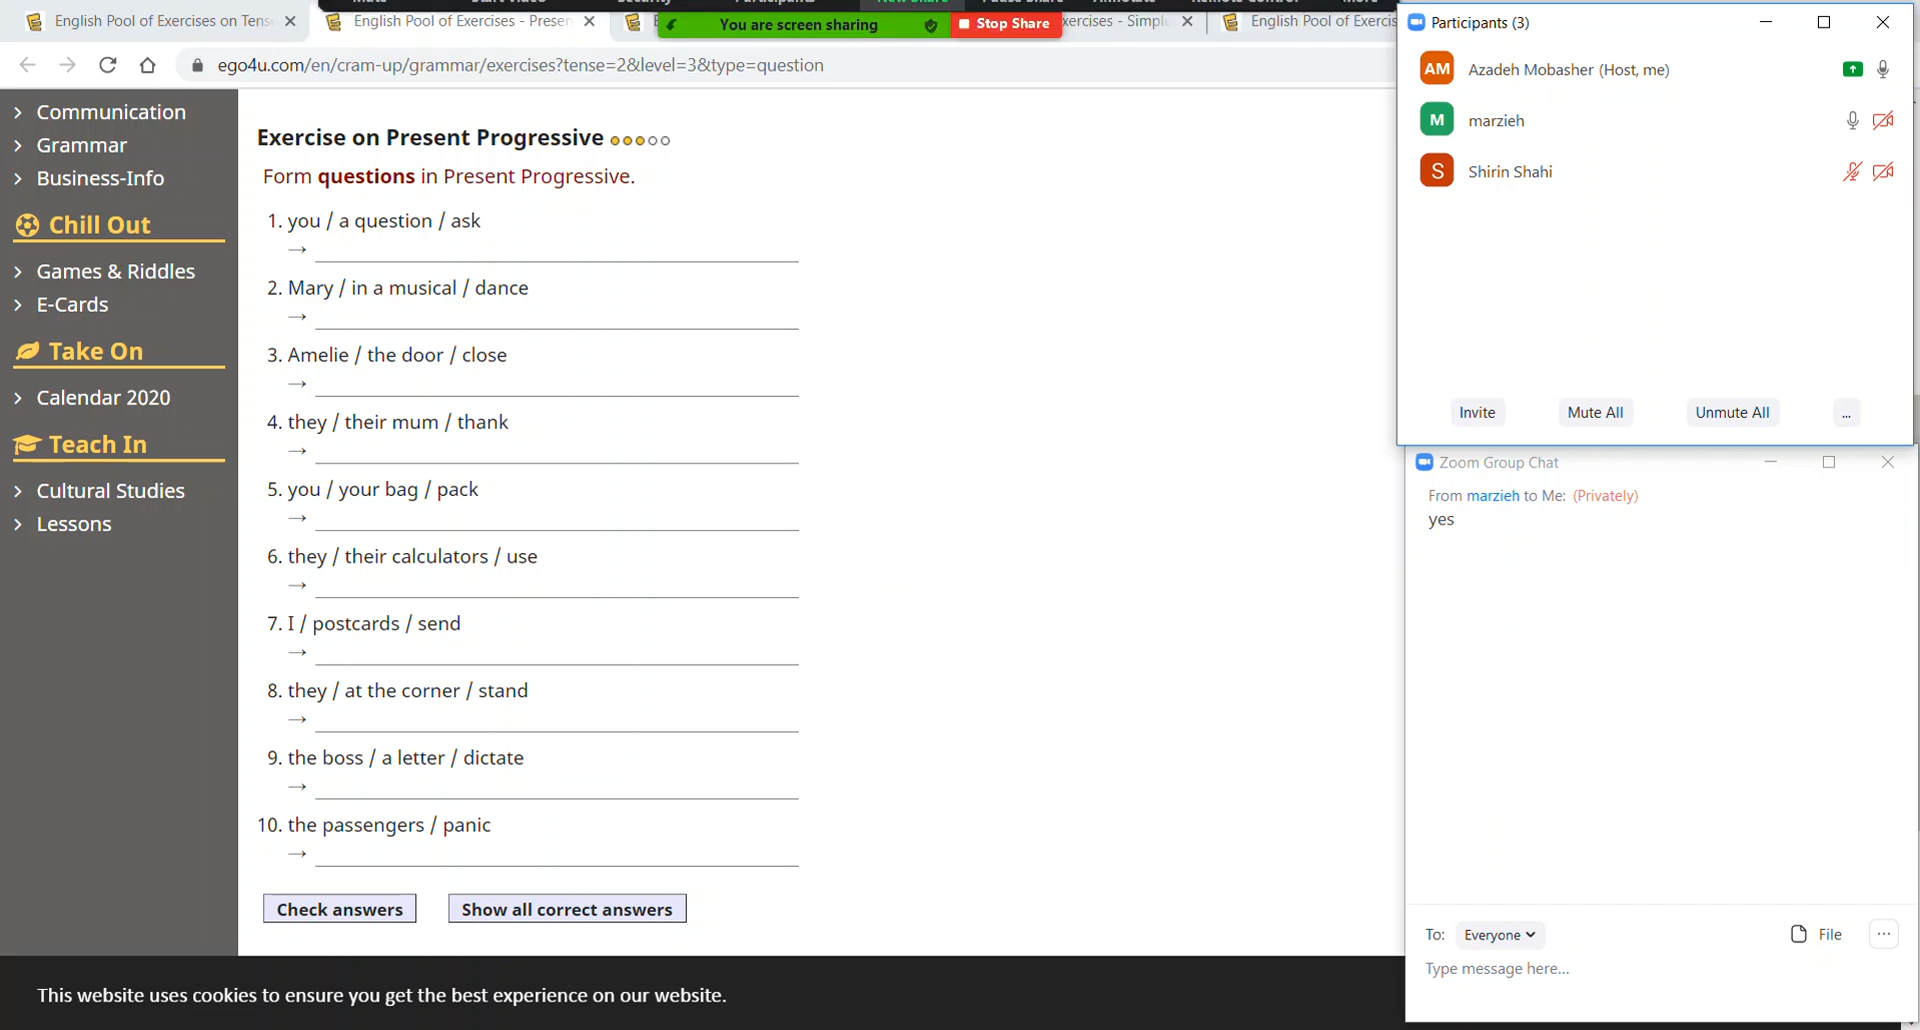 English Pool of Exercises on Tens
English Pool of Exercises - Presen
You are screen sharing
Stop Share
xercises - Simple
English Pool of Exercis
ego4u.com/en/cram-up/grammar/exercises?tense=2&level=3&type=question
Communication
Grammar
Business-Info
Chill Out
Games & Riddles
E-Cards
Take On
Calendar 2020
Teach In
Cultural Studies
Lessons
Exercise on Present Progressive
Form questions in Present Progressive.
1. you / a question / ask
→
2. Mary / in a musical / dance
→
3. Amelie / the door / close
→
4. they / their mum / thank
→
5. you / your bag / pack
→
6. they / their calculators / use
→
7. I / postcards / send
→
8. they / at the corner / stand
→
9. the boss / a letter / dictate
→
10. the passengers / panic
→
Check answers
Show all correct answers
This website uses cookies to ensure you get the best experience on our website.
Participants (3)
AM
Azadeh Mobasher (Host, me)
M
marzieh
S
Shirin Shahi
Invite
Mute All
Unmute All
...
Zoom Group Chat
From marzieh to Me: (Privately)
yes
To: Everyone
File
...
Type message here...